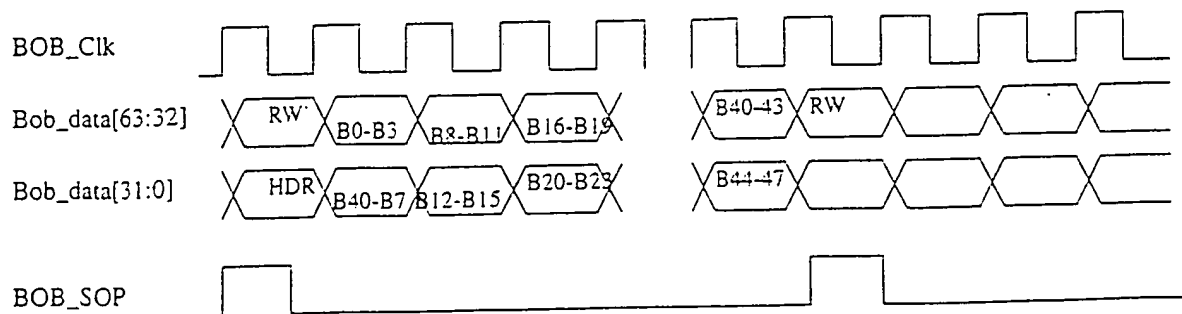 BOB_Clk
Bob_data[63:32] RW B0-B3 B8-B11 B16-B19 B40-43 RW
Bob_data[31:0] HDR B40-B7 B12-B15 B20-B23 B44-47
BOB_SOP